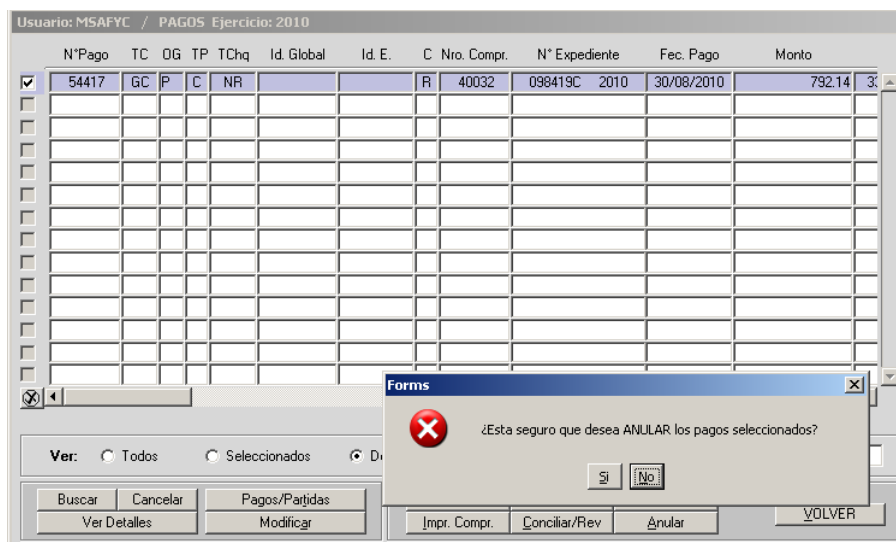 Usuario: MSAFYC / PAGOS Ejercicio: 2010
N°Pago TC OG TP TChq Id. Global Id. E. C Nro. Compr. N° Expediente Fec. Pago Monto
54417 GC P C NR R 40032 098419C 2010 30/08/2010 792.14
Forms
¿Esta seguro que desea ANULAR los pagos seleccionados?
Si No
Ver: Todos Seleccionados
Buscar Cancelar Pagos/Partidas
Ver Detalles Modificar Impr. Compr. Conciliar/Rev Anular VOLVER